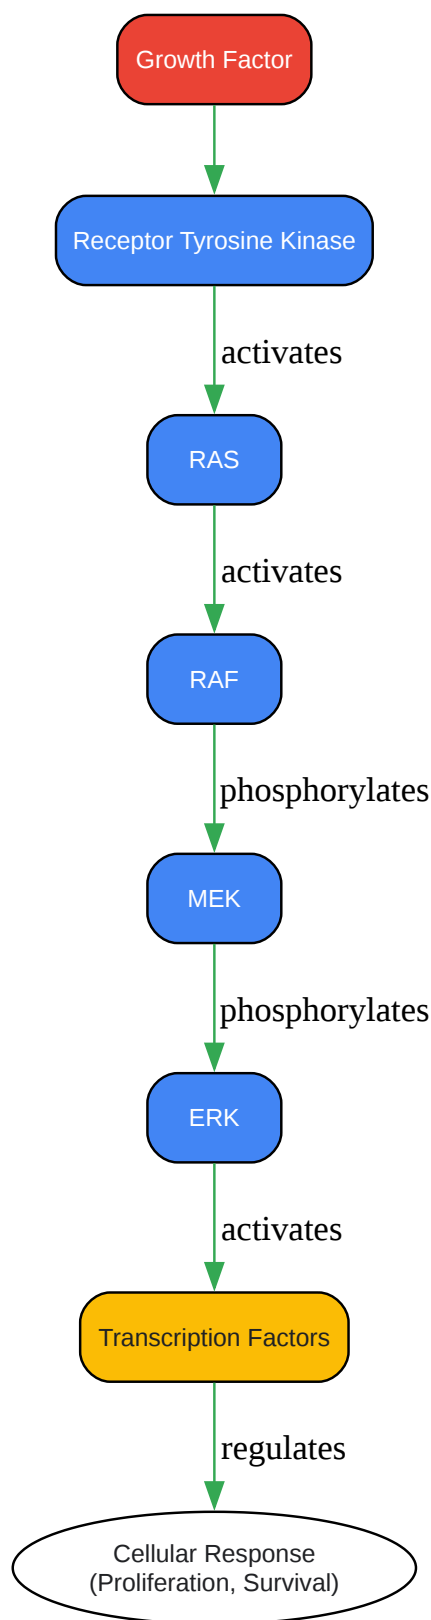 Growth Factor
Receptor Tyrosine Kinase
activates
RAS
activates
RAF
phosphorylates
MEK
phosphorylates
ERK
activates
Transcription Factors
regulates
Cellular Response
(Proliferation, Survival)